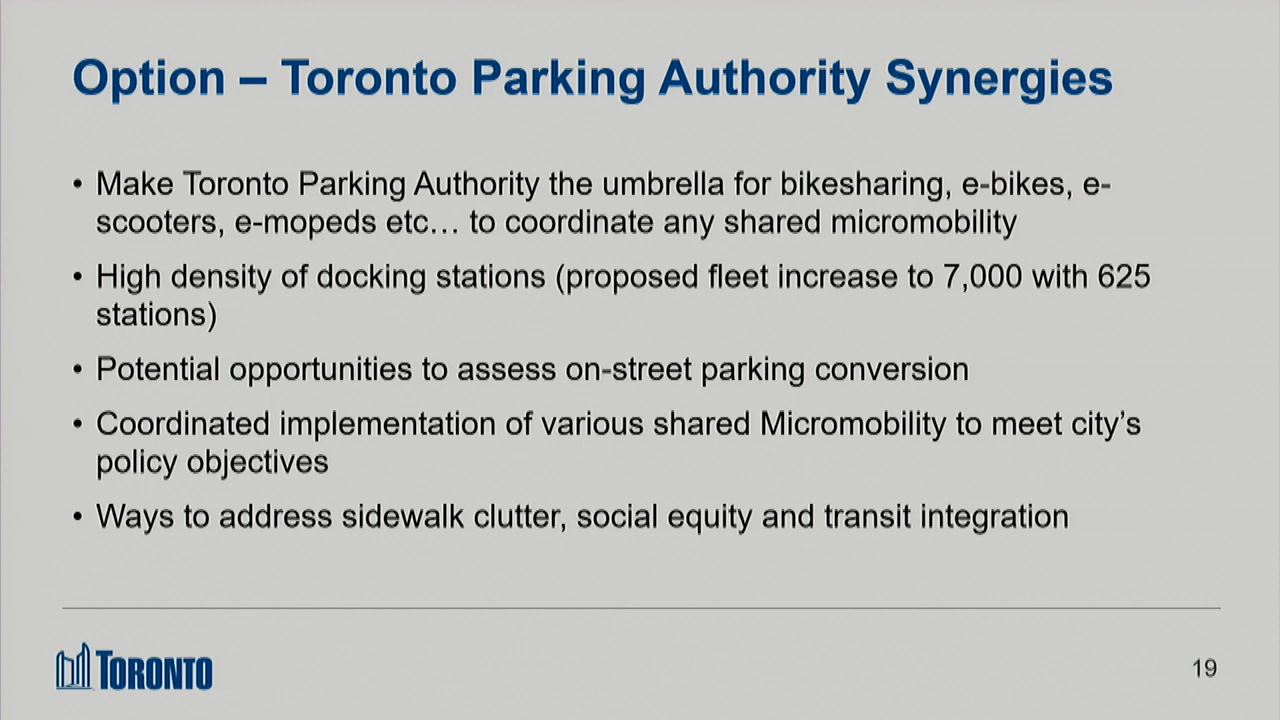 Option – Toronto Parking Authority Synergies
• Make Toronto Parking Authority the umbrella for bikesharing, e-bikes, e-
scooters, e-mopeds etc… to coordinate any shared micromobility
• High density of docking stations (proposed fleet increase to 7,000 with 625
stations)
• Potential opportunities to assess on-street parking conversion
• Coordinated implementation of various shared Micromobility to meet city’s
policy objectives
• Ways to address sidewalk clutter, social equity and transit integration
TORONTO
19